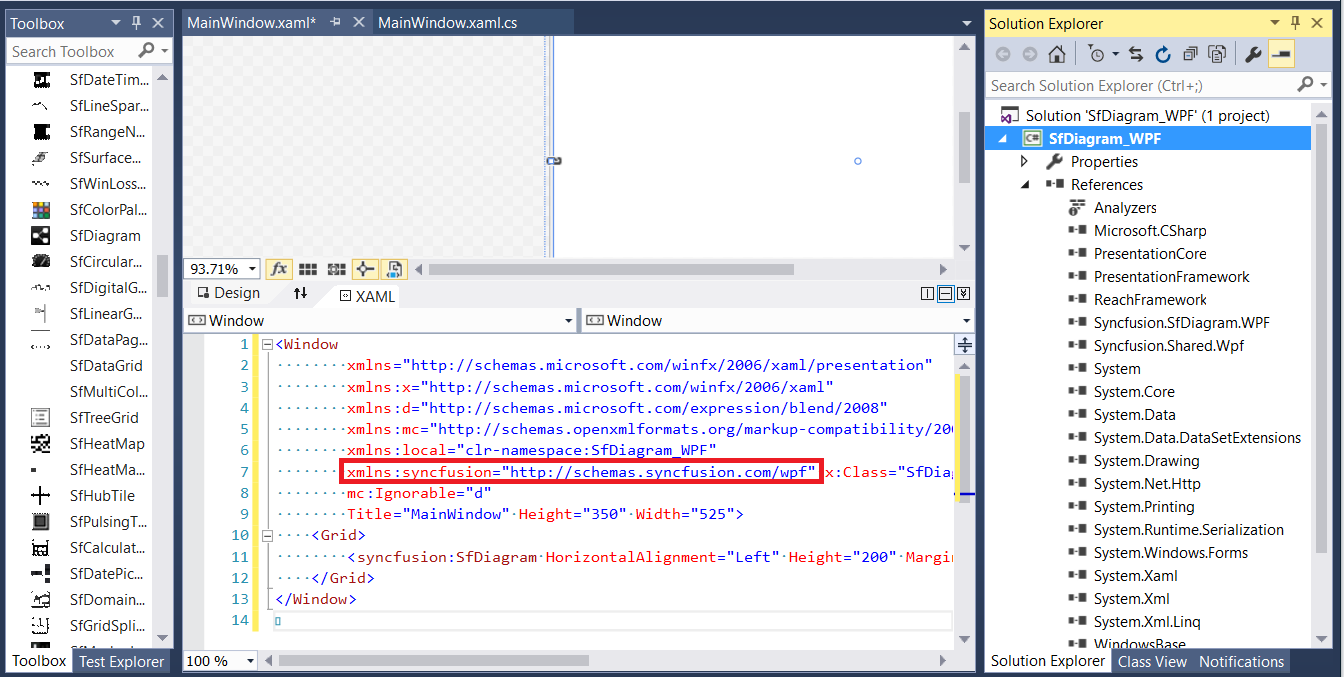 Toolbox
Search Toolbox
SfDateTim...
SfLineSpar...
SfRangeN...
SfSurface...
SfWinLoss...
SfColorPal...
SfDiagram
SfCircular...
SfDigitalG...
SfLinearG...
SfDataPag...
SfDataGrid
SfMultiCol...
SfTreeGrid
SfHeatMap
SfHeatMa...
SfHubTile
SfPulsingT...
SfCalculat...
SfDatePic...
SfDomain...
SfGridSpli...
Toolbox Test Explorer
MainWindow.xaml* MainWindow.xaml.cs
93.71% fx
Design XAML
Window Window
1 <Window
2 xmlns="http://schemas.microsoft.com/winfx/2006/xaml/presentation"
3 xmlns:x="http://schemas.microsoft.com/winfx/2006/xaml"
4 xmlns:d="http://schemas.microsoft.com/expression/blend/2008"
5 xmlns:mc="http://schemas.openxmlformats.org/markup-compatibility/200
6 xmlns:local="clr-namespace:SfDiagram_WPF"
7 xmlns:syncfusion="http://schemas.syncfusion.com/wpf" x:Class="SfDiag
8 mc:Ignorable="d"
9 Title="MainWindow" Height="350" Width="525">
10 <Grid>
11 <syncfusion:SfDiagram HorizontalAlignment="Left" Height="200" Margin
12 </Grid>
13 </Window>
14
100 %
Solution Explorer
Search Solution Explorer (Ctrl+;)
Solution 'SfDiagram_WPF' (1 project)
C# SfDiagram_WPF
Properties
References
Analyzers
Microsoft.CSharp
PresentationCore
PresentationFramework
ReachFramework
Syncfusion.SfDiagram.WPF
Syncfusion.Shared.Wpf
System
System.Core
System.Data
System.Data.DataSetExtensions
System.Drawing
System.Net.Http
System.Printing
System.Runtime.Serialization
System.Windows.Forms
System.Xaml
System.Xml
System.Xml.Linq
WindowsBase
Solution Explorer Class View Notifications